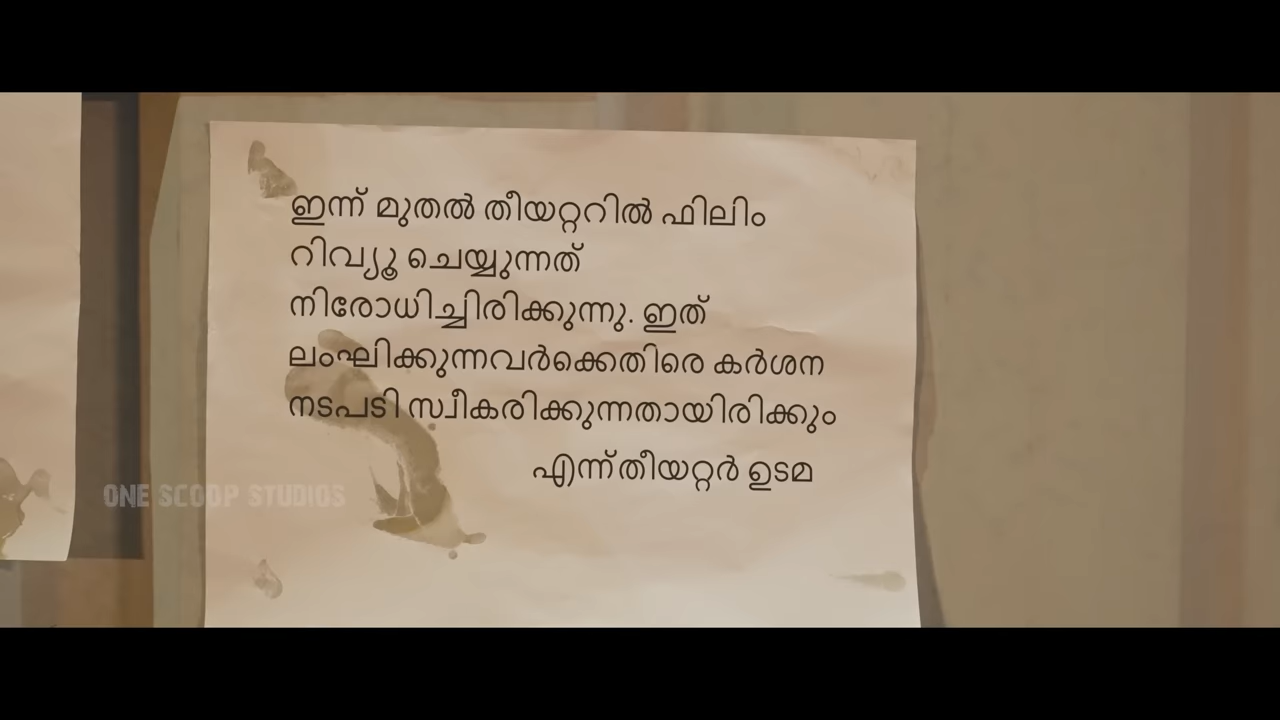 ഇന്ന് മുതൽ തീയറ്ററിൽ ഫിലിം
റിവ്യൂ ചെയ്യുന്നത്
നിരോധിച്ചിരിക്കുന്നു. ഇത്
ലംഘിക്കുന്നവർക്കെതിരെ കർശന
നടപടി സ്വീകരിക്കുന്നതായിരിക്കും
എന്ന് തീയറ്റർ ഉടമ
ONE SCOOP STUDIOS